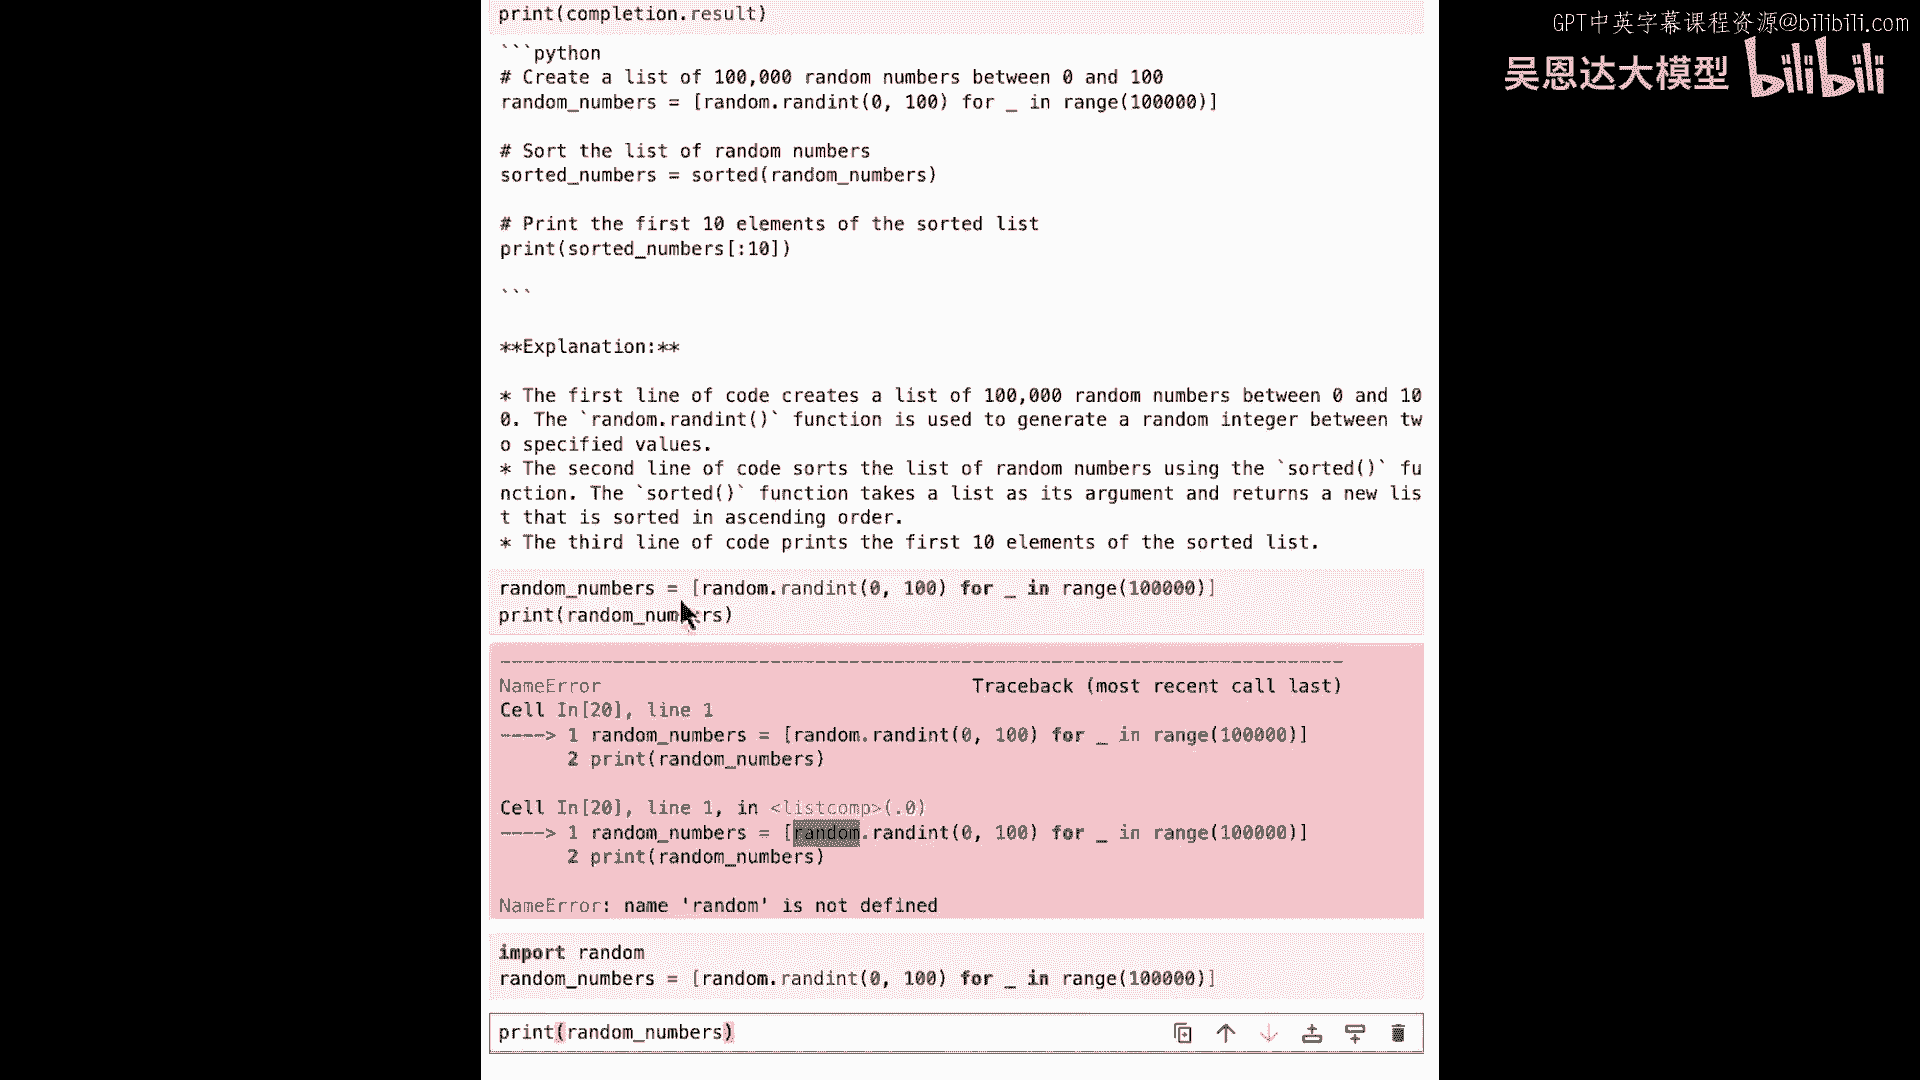 print(completion.result)
```python
# Create a list of 100,000 random numbers between 0 and 100
random_numbers = [random.randint(0, 100) for _ in range(100000)]
# Sort the list of random numbers
sorted_numbers = sorted(random_numbers)
# Print the first 10 elements of the sorted list
print(sorted_numbers[:10])
```
**Explanation:**
* The first line of code creates a list of 100,000 random numbers between 0 and 10
0. The `random.randint()` function is used to generate a random integer between tw
o specified values.
* The second line of code sorts the list of random numbers using the `sorted()` fu
nction. The `sorted()` function takes a list as its argument and returns a new lis
t that is sorted in ascending order.
* The third line of code prints the first 10 elements of the sorted list.
random_numbers = [random.randint(0, 100) for _ in range(100000)]
print(random_numbers)
---------------------------------------------------------------------------
NameError Traceback (most recent call last)
Cell In[20], line 1
----> 1 random_numbers = [random.randint(0, 100) for _ in range(100000)]
2 print(random_numbers)
Cell In[20], line 1, in <listcomp>(.0)
----> 1 random_numbers = [random.randint(0, 100) for _ in range(100000)]
2 print(random_numbers)
NameError: name 'random' is not defined
import random
random_numbers = [random.randint(0, 100) for _ in range(100000)]
print(random_numbers)
GPT中英字幕课程资源@bilibili.com
吴恩达大模型 bilibili